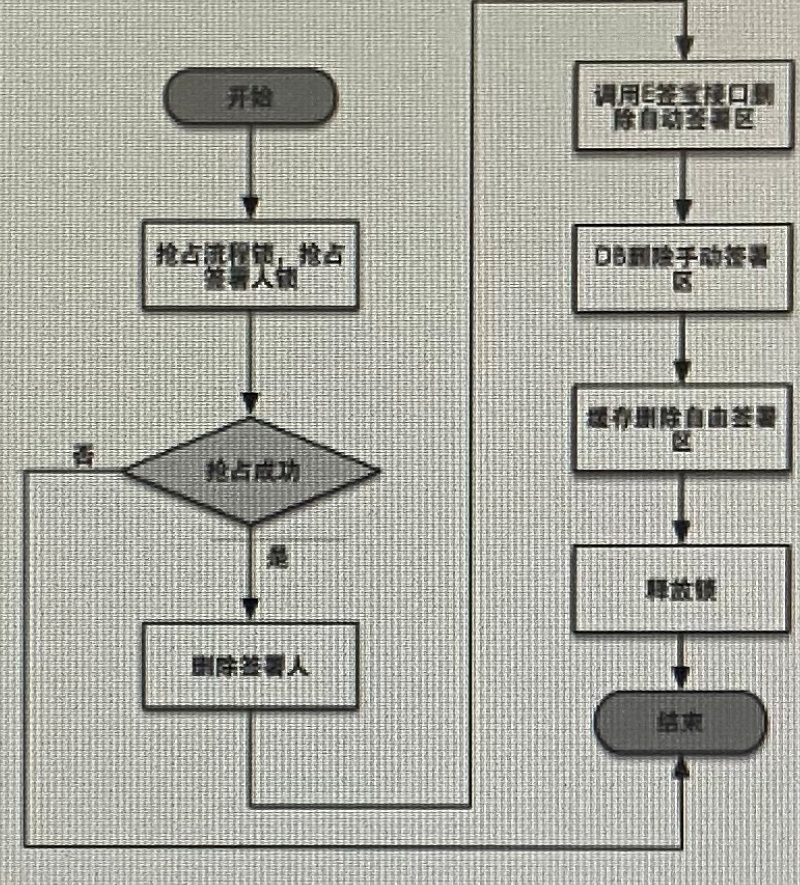 开始
抢占流程锁，抢占
签署人锁
抢占成功
否
是
删除签署人
调用E签宝接口删
除自动签署区
DB删除手动签署
区
缓存删除自由签署
区
释放锁
结束